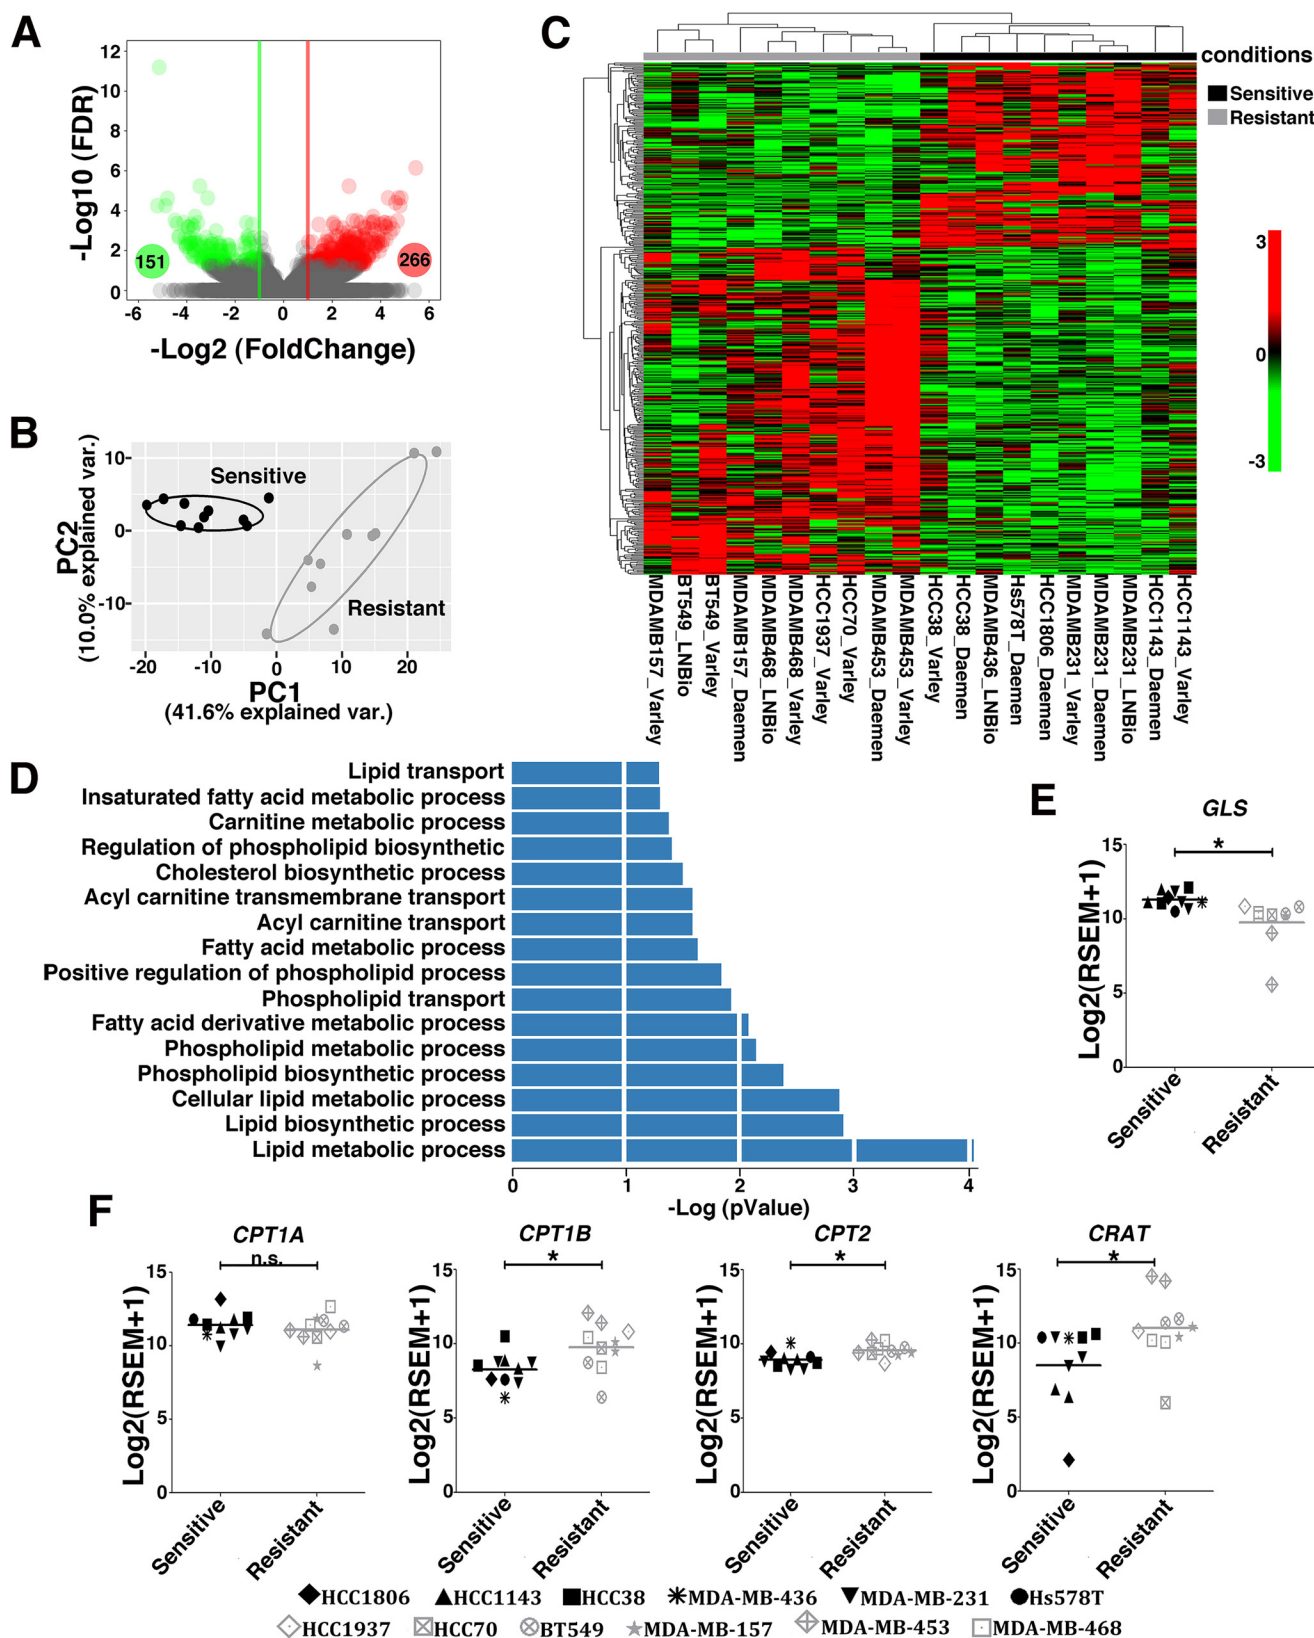 A
-Log10 (FDR)
12
10
8
6
4
2
0
151
266
-6
-4
-2
0
2
4
6
-Log2 (FoldChange)
B
PC2
(10.0% explained var.)
10
0
-10
Sensitive
Resistant
-20
-10
0
10
20
PC1
(41.6% explained var.)
C
conditions
Sensitive
Resistant
3
0
-3
MDAMB157_Varley
BT549_LNBio
BT549_Varley
MDAMB157_Daemen
MDAMB468_LNBio
MDAMB468_Varley
HCC1937_Varley
HCC70_Varley
MDAMB453_Daemen
MDAMB453_Varley
HCC38_Varley
HCC38_Daemen
MDAMB436_LNBio
Hs578T_Daemen
HCC1806_Daemen
MDAMB231_Varley
MDAMB231_Daemen
MDAMB231_LNBio
HCC1143_Daemen
HCC1143_Varley
D
Lipid transport
Insaturated fatty acid metabolic process
Carnitine metabolic process
Regulation of phospholipid biosynthetic
Cholesterol biosynthetic process
Acyl carnitine transmembrane transport
Acyl carnitine transport
Fatty acid metabolic process
Positive regulation of phospholipid process
Phospholipid transport
Fatty acid derivative metabolic process
Phospholipid metabolic process
Phospholipid biosynthetic process
Cellular lipid metabolic process
Lipid biosynthetic process
Lipid metabolic process
0
1
2
3
4
-Log (pValue)
E
GLS
*
Log2(RSEM+1)
15
10
5
0
Sensitive
Resistant
F
CPT1A
n.s.
Log2(RSEM+1)
15
10
5
0
Sensitive
Resistant
CPT1B
*
Log2(RSEM+1)
15
10
5
0
Sensitive
Resistant
CPT2
*
Log2(RSEM+1)
15
10
5
0
Sensitive
Resistant
CRAT
*
Log2(RSEM+1)
15
10
5
0
Sensitive
Resistant
HCC1806 HCC1143 HCC38 MDA-MB-436 MDA-MB-231 Hs578T
HCC1937 HCC70 BT549 MDA-MB-157 MDA-MB-453 MDA-MB-468